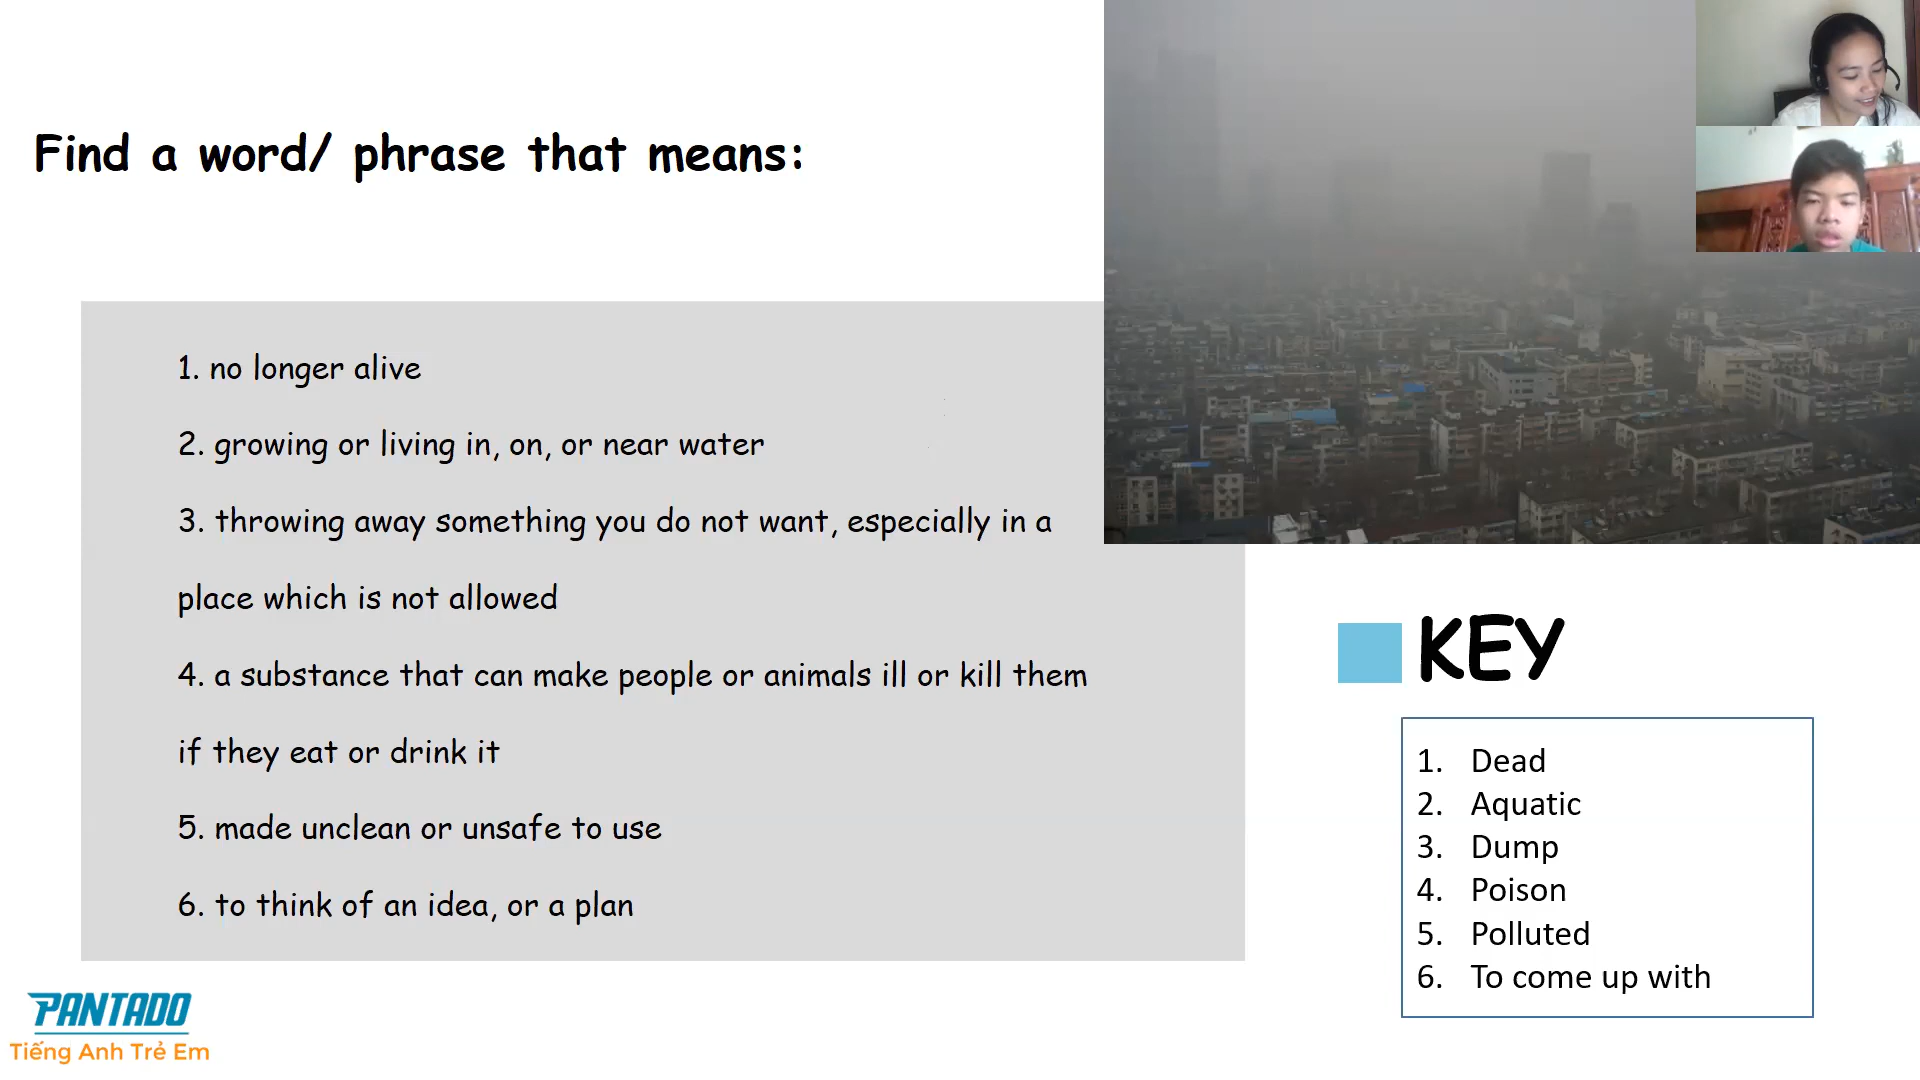 Find a word/ phrase that means:
1. no longer alive
2. growing or living in, on, or near water
3. throwing away something you do not want, especially in a
place which is not allowed
4. a substance that can make people or animals ill or kill them
if they eat or drink it
5. made unclean or unsafe to use
6. to think of an idea, or a plan
KEY
1. Dead
2. Aquatic
3. Dump
4. Poison
5. Polluted
6. To come up with
PANTADO
Tiếng Anh Trẻ Em